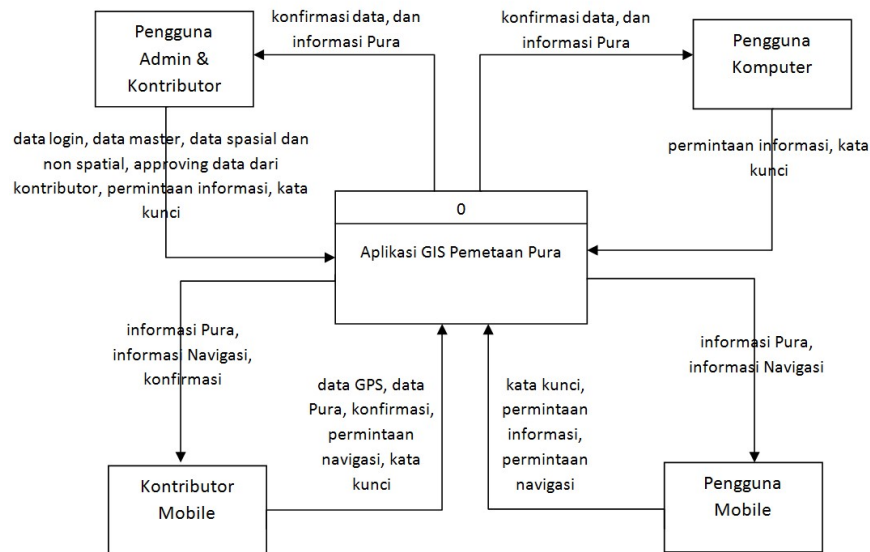 Pengguna
Admin &
Kontributor
konfirmasi data, dan
informasi Pura
konfirmasi data, dan
informasi Pura
Pengguna
Komputer
data login, data master, data spasial dan
non spatial, approving data dari
kontributor, permintaan informasi, kata
kunci
permintaan informasi, kata
kunci
0
Aplikasi GIS Pemetaan Pura
informasi Pura,
informasi Navigasi,
konfirmasi
data GPS, data
Pura, konfirmasi,
permintaan
navigasi, kata
kunci
kata kunci,
permintaan
informasi,
permintaan
navigasi
informasi Pura,
informasi Navigasi
Kontributor
Mobile
Pengguna
Mobile